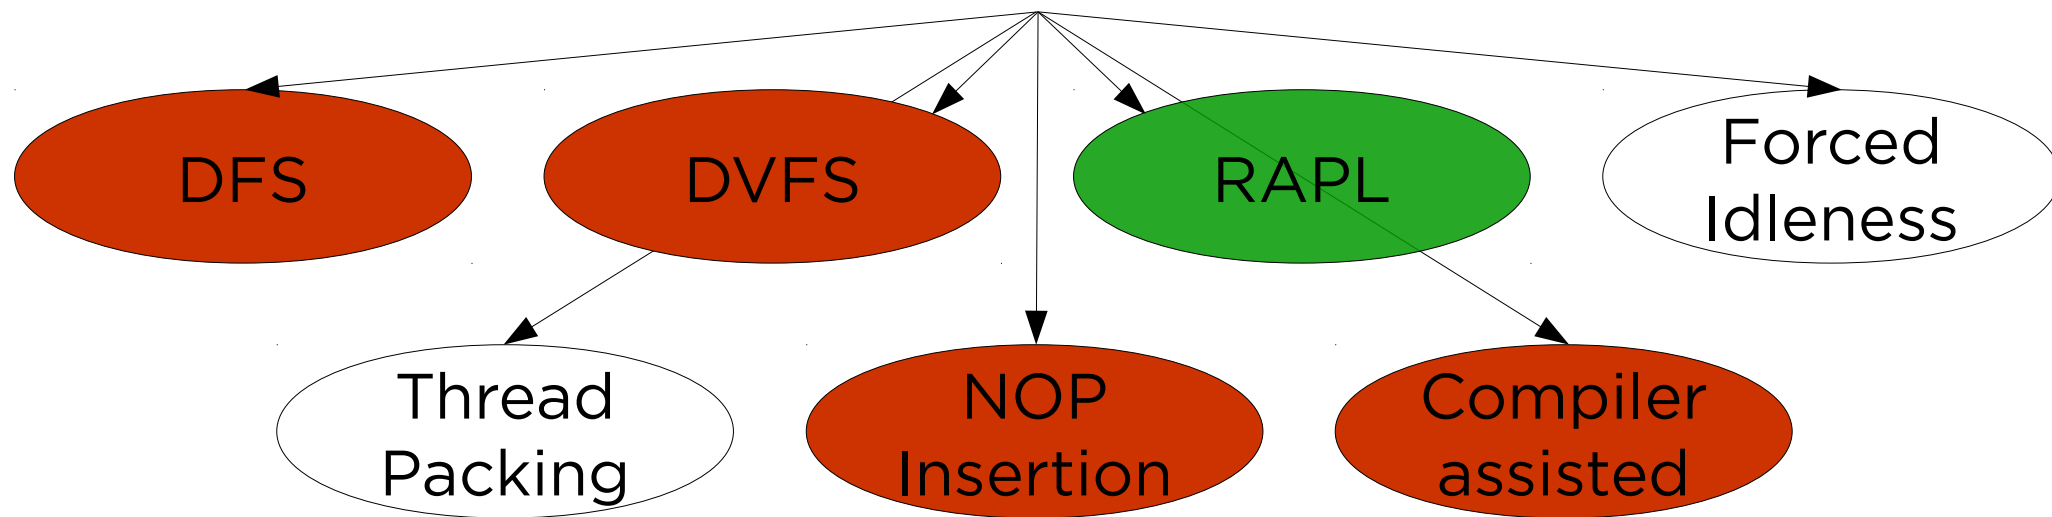 DFS
DVFS
RAPL
Forced
Idleness
Thread
Packing
NOP
Insertion
Compiler
assisted